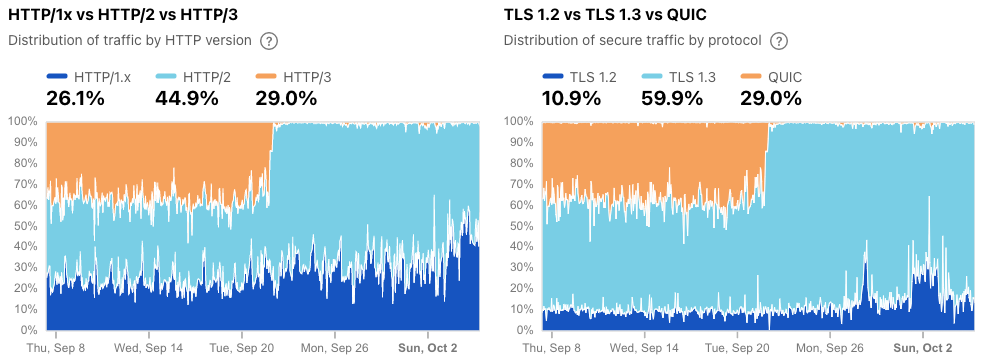 HTTP/1x vs HTTP/2 vs HTTP/3
Distribution of traffic by HTTP version ?
HTTP/1.x HTTP/2 HTTP/3
26.1% 44.9% 29.0%
100%
90%
80%
70%
60%
50%
40%
30%
20%
10%
0%
Thu, Sep 8 Wed, Sep 14 Tue, Sep 20 Mon, Sep 26 Sun, Oct 2
TLS 1.2 vs TLS 1.3 vs QUIC
Distribution of secure traffic by protocol ?
TLS 1.2 TLS 1.3 QUIC
10.9% 59.9% 29.0%
100%
90%
80%
70%
60%
50%
40%
30%
20%
10%
0%
Thu, Sep 8 Wed, Sep 14 Tue, Sep 20 Mon, Sep 26 Sun, Oct 2